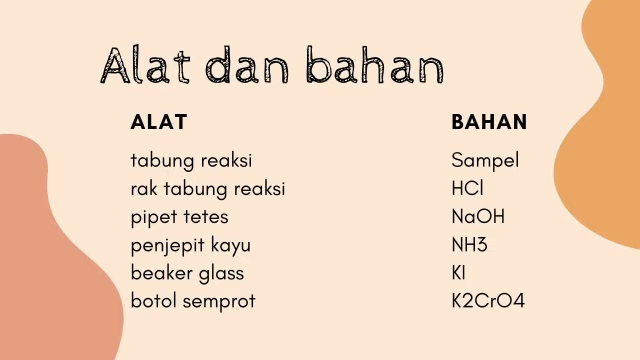 Alat dan bahan
ALAT
tabung reaksi
rak tabung reaksi
pipet tetes
penjepit kayu
beaker glass
botol semprot
BAHAN
Sampel
HCl
NaOH
NH3
KI
K2CrO4